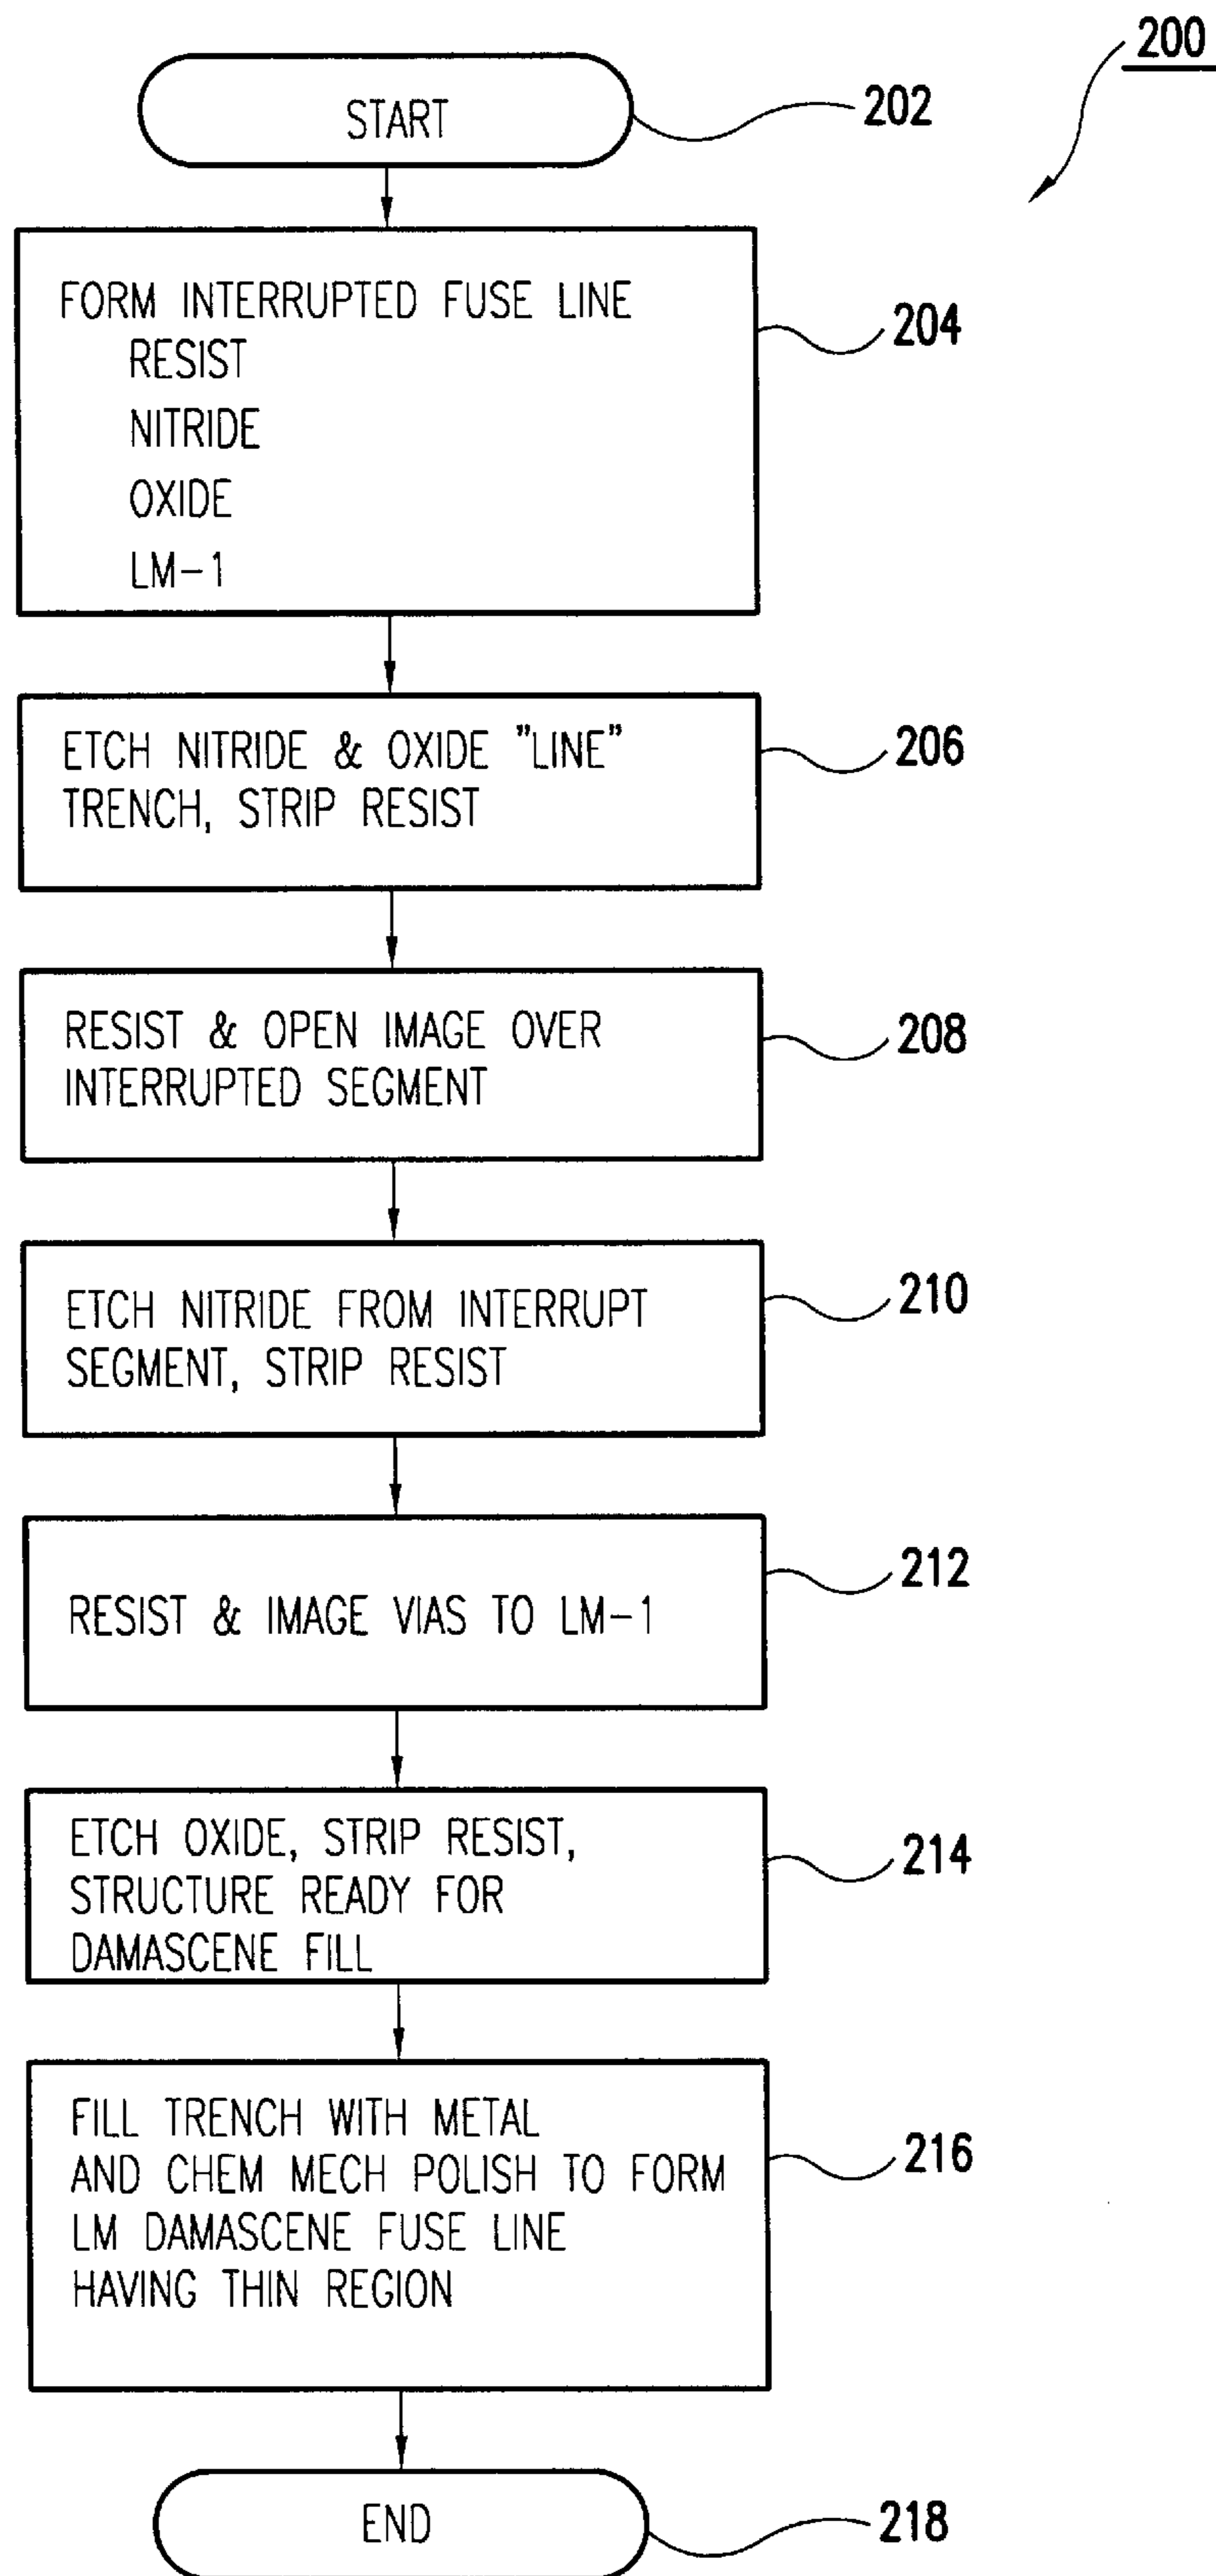 200
START
202
FORM INTERRUPTED FUSE LINE
RESIST
NITRIDE
OXIDE
LM-1
204
ETCH NITRIDE & OXIDE "LINE"
TRENCH, STRIP RESIST
206
RESIST & OPEN IMAGE OVER
INTERRUPTED SEGMENT
208
ETCH NITRIDE FROM INTERRUPT
SEGMENT, STRIP RESIST
210
RESIST & IMAGE VIAS TO LM-1
212
ETCH OXIDE, STRIP RESIST,
STRUCTURE READY FOR
DAMASCENE FILL
214
FILL TRENCH WITH METAL
AND CHEM MECH POLISH TO FORM
LM DAMASCENE FUSE LINE
HAVING THIN REGION
216
END
218